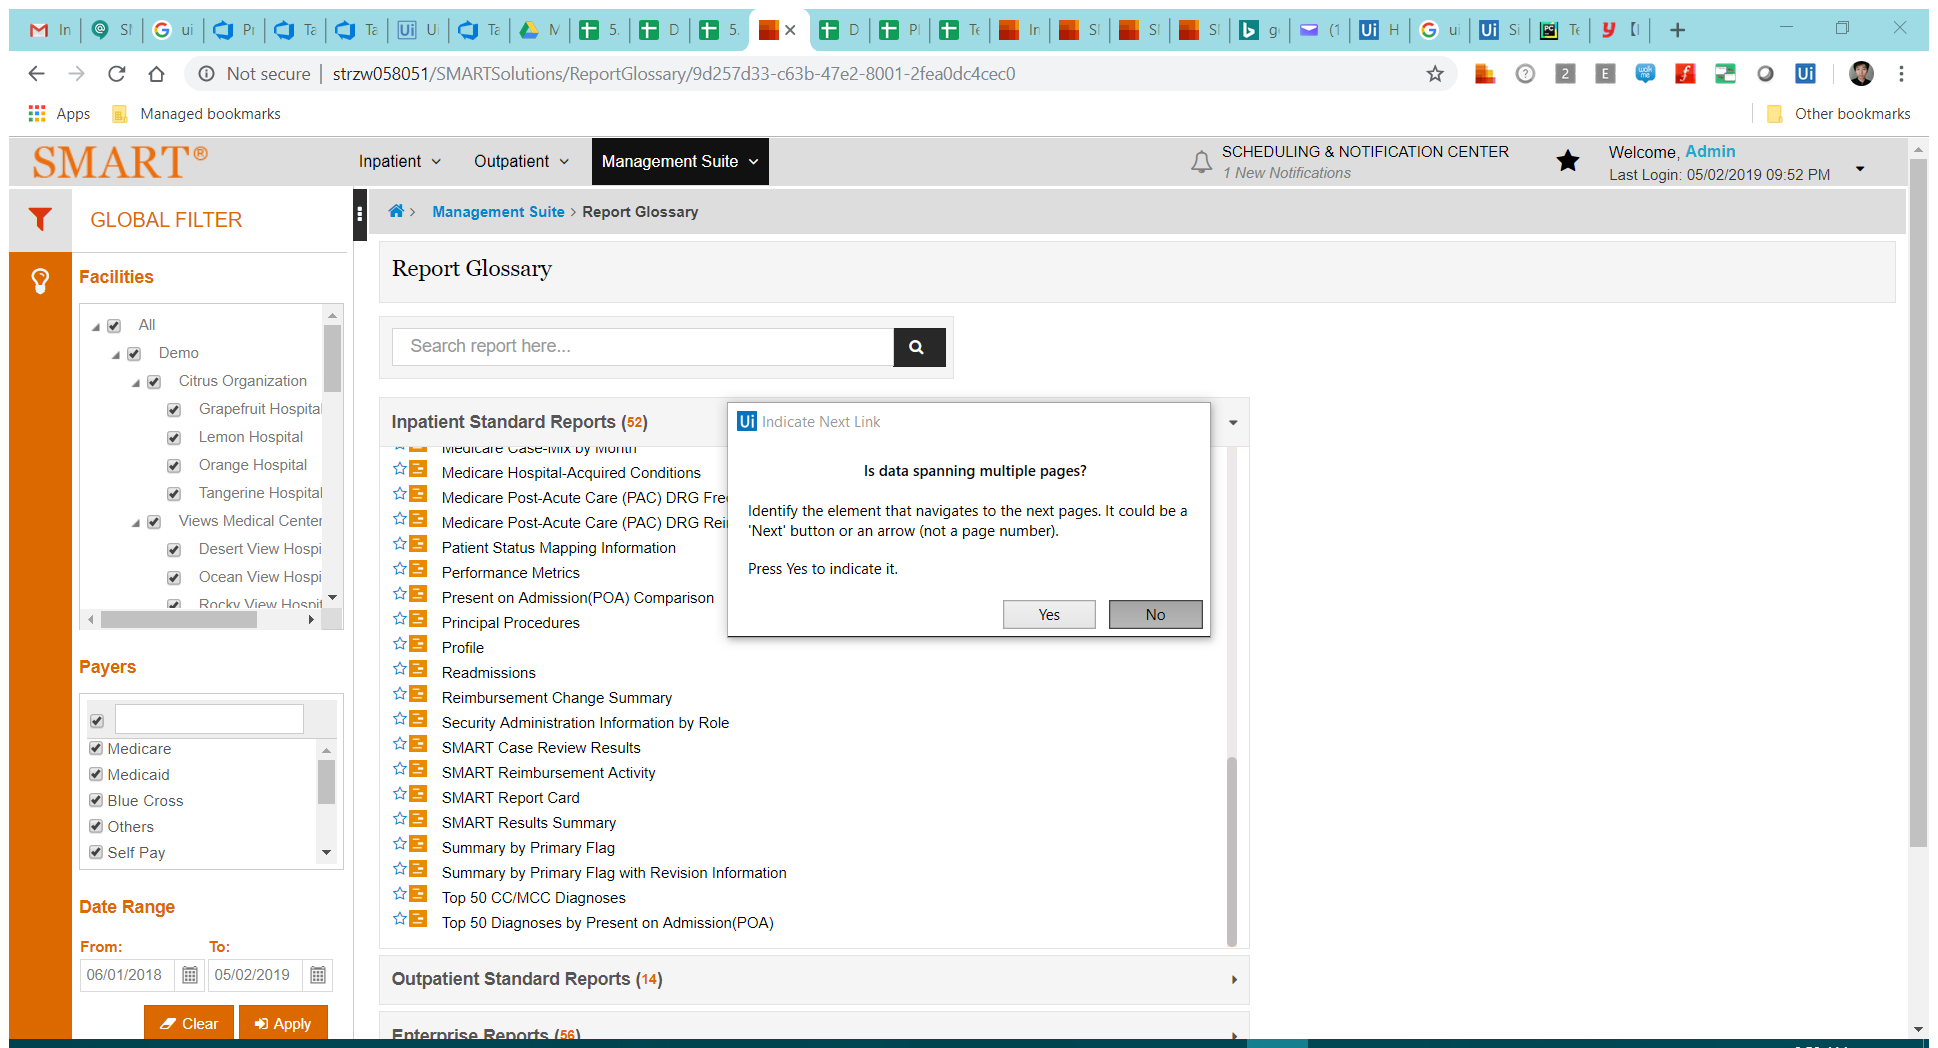 In
SM
ui
Pr
Ta
Ta
Ui
Ta
M
5.
D
5.
D
Pl
Te
In
SM
g
(1
Ui
H
ui
Ui
Si
Te
Not secure | strzw058051/SMARTSolutions/ReportGlossary/9d257d33-c63b-47e2-8001-2fea0dc4cec0
2
E
Ui
Apps
Managed bookmarks
Other bookmarks
SMART®
Inpatient
Outpatient
Management Suite
SCHEDULING & NOTIFICATION CENTER
1 New Notifications
Welcome, Admin
Last Login: 05/02/2019 09:52 PM
GLOBAL FILTER
Management Suite > Report Glossary
Report Glossary
Facilities
All
Demo
Citrus Organization
Grapefruit Hospital
Lemon Hospital
Orange Hospital
Tangerine Hospital
Views Medical Center
Desert View Hospi
Ocean View Hospi
Rocky View Hospit
Payers
Medicare
Medicaid
Blue Cross
Others
Self Pay
Date Range
From:
To:
06/01/2018
05/02/2019
Clear
Apply
Search report here...
Inpatient Standard Reports (52)
Medicare Case-Mix by Month
Medicare Hospital-Acquired Conditions
Medicare Post-Acute Care (PAC) DRG Fre
Medicare Post-Acute Care (PAC) DRG Rei
Patient Status Mapping Information
Performance Metrics
Present on Admission(POA) Comparison
Principal Procedures
Profile
Readmissions
Reimbursement Change Summary
Security Administration Information by Role
SMART Case Review Results
SMART Reimbursement Activity
SMART Report Card
SMART Results Summary
Summary by Primary Flag
Summary by Primary Flag with Revision Information
Top 50 CC/MCC Diagnoses
Top 50 Diagnoses by Present on Admission(POA)
Outpatient Standard Reports (14)
Enterprise Reports (56)
Ui Indicate Next Link
Is data spanning multiple pages?
Identify the element that navigates to the next pages. It could be a
'Next' button or an arrow (not a page number).
Press Yes to indicate it.
Yes
No